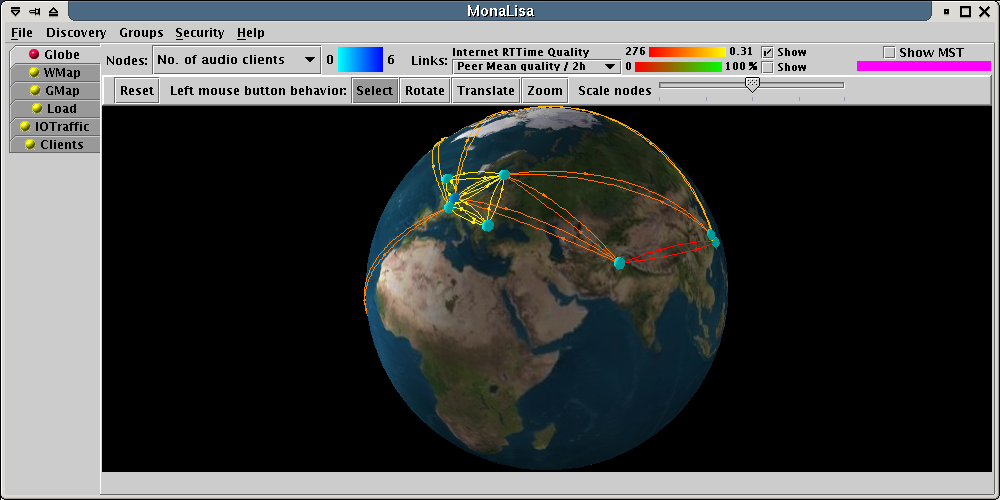 MonaLisa
File Discovery Groups Security Help
Globe
WMap
GMap
Load
IOTraffic
Clients
Nodes: No. of audio clients 0 6 Links:
Internet RTTime Quality 276 0.31 Show
Peer Mean quality / 2h 0 100 % Show
Show MST
Reset Left mouse button behavior: Select Rotate Translate Zoom Scale nodes